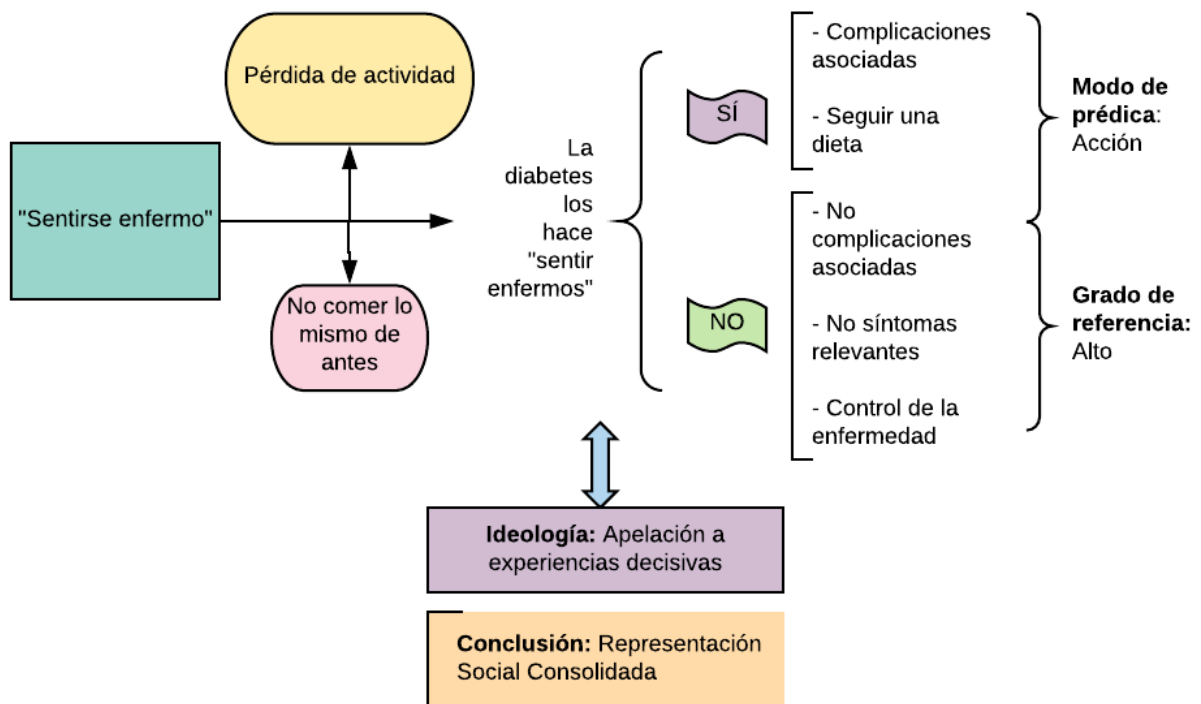 Pérdida de actividad
"Sentirse enfermo"
No comer lo
mismo de
antes
La
diabetes
los
hace
"sentir
enfermos"
SÍ
- Complicaciones
asociadas
- Seguir una
dieta
NO
- No
complicaciones
asociadas
- No síntomas
relevantes
- Control de la
enfermedad
Modo de
prédica:
Acción
Grado de
referencia:
Alto
Ideología: Apelación a
experiencias decisivas
Conclusión: Representación
Social Consolidada